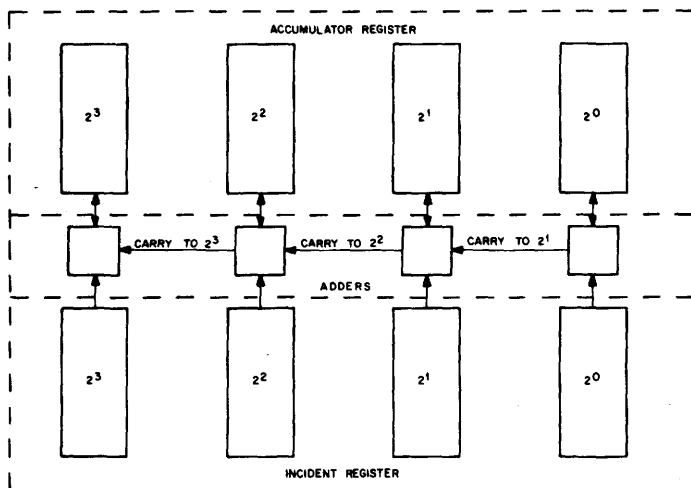 ACCUMULATOR REGISTER
2³ 2² 2¹ 2⁰
CARRY TO 2³ CARRY TO 2² CARRY TO 2¹
ADDERS
2³ 2² 2¹ 2⁰
INCIDENT REGISTER